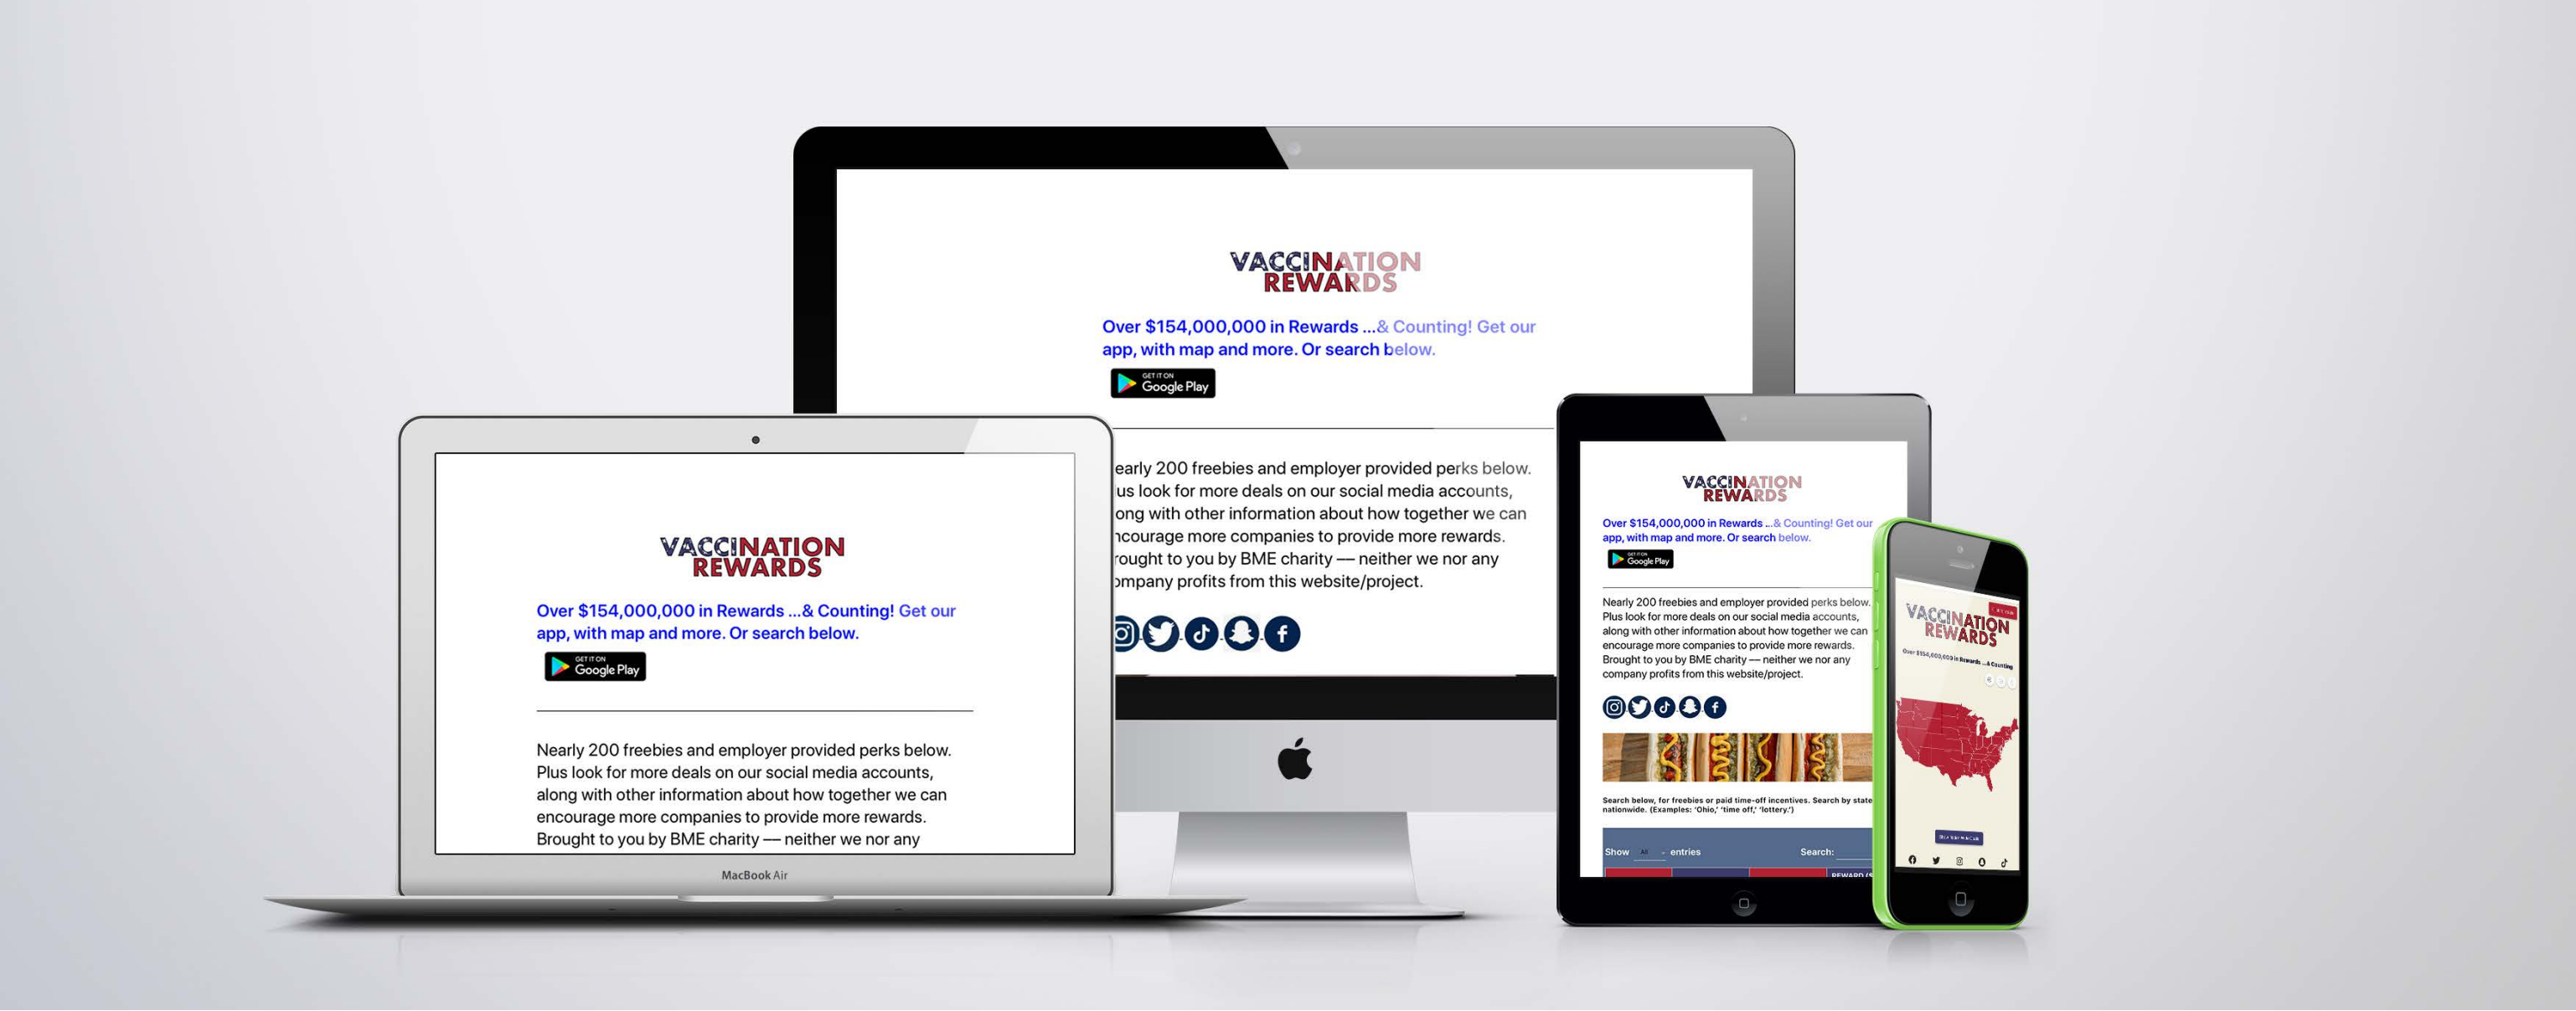 VACCINATION
REWARDS
Over $154,000,000 in Rewards ...& Counting! Get our
app, with map and more. Or search below.
GET IT ON
Google Play
early 200 freebies and employer provided perks below.
us look for more deals on our social media accounts,
ong with other information about how together we can
ncourage more companies to provide more rewards.
rought to you by BME charity — neither we nor any
ompany profits from this website/project.
VACCINATION
REWARDS
Over $154,000,000 in Rewards ...& Counting! Get our
app, with map and more. Or search below.
GET IT ON
Google Play
Nearly 200 freebies and employer provided perks below.
Plus look for more deals on our social media accounts,
along with other information about how together we can
encourage more companies to provide more rewards.
Brought to you by BME charity — neither we nor any
MacBook Air
VACCINATION
REWARDS
Over $154,000,000 in Rewards ...& Counting! Get our
app, with map and more. Or search below.
GET IT ON
Google Play
Nearly 200 freebies and employer provided perks below.
Plus look for more deals on our social media accounts,
along with other information about how together we can
encourage more companies to provide more rewards.
Brought to you by BME charity — neither we nor any
company profits from this website/project.
Search below, for freebies or paid time-off incentives. Search by state
nationwide. (Examples: 'Ohio,' 'time off,' 'lottery.')
Show All entries
Search:
REWARD (S
VACCINATION
REWARDS
Over $154,000,000 in Rewards ...& Counting